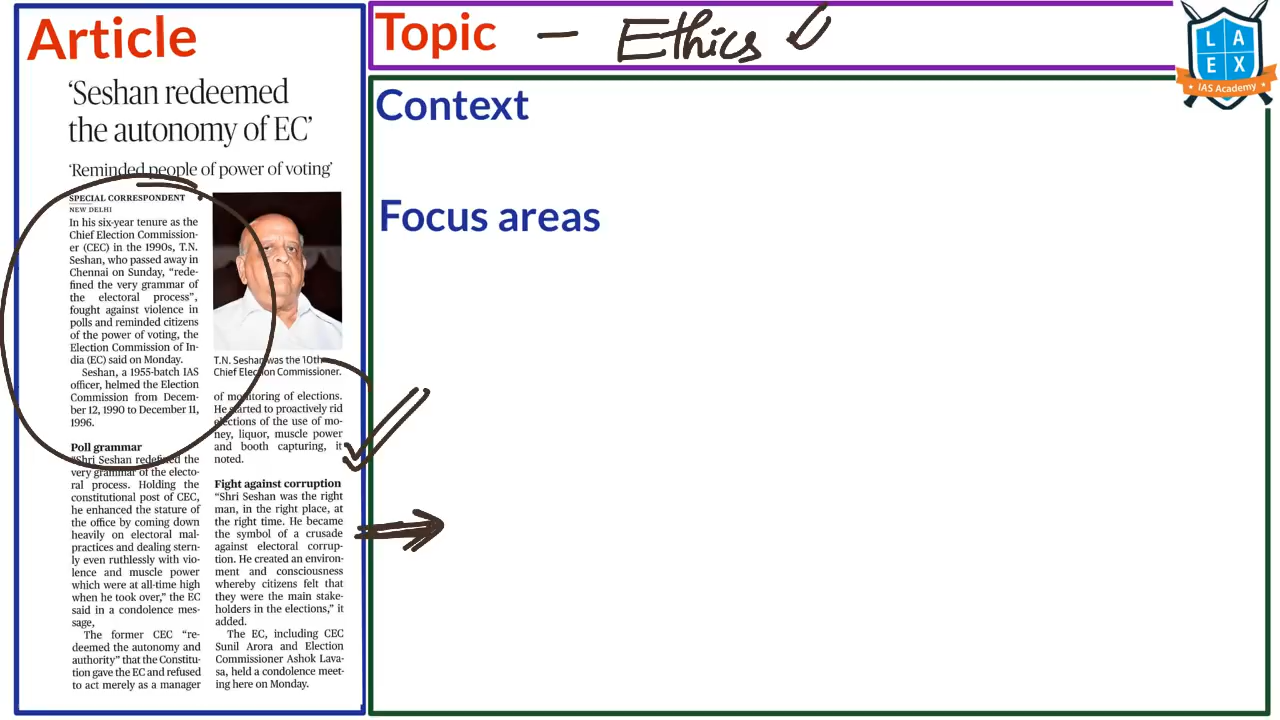 Article
'Seshan redeemed
the autonomy of EC'
'Reminded people of power of voting'
SPECIAL CORRESPONDENT
NEW DELHI
In his six-year tenure as the
Chief Election Commission-
er (CEC) in the 1990s, T.N.
Seshan, who passed away in
Chennai on Sunday, "rede-
fined the very grammar of
the electoral process",
fought against violence in
polls and reminded citizens
of the power of voting, the
Election Commission of In-
dia (EC) said on Monday.
Seshan, a 1955-batch IAS
officer, helmed the Election
Commission from Decem-
ber 12, 1990 to December 11,
1996.
Poll grammar
"Shri Seshan redefined the
very grammar of the electo-
ral process. Holding the
constitutional post of CEC,
he enhanced the stature of
the office by coming down
heavily on electoral mal-
practices and dealing stern-
ly even ruthlessly with vio-
lence and muscle power
which were at all-time high
when he took over," the EC
said in a condolence mes-
sage,
The former CEC "re-
deemed the autonomy and
authority" that the Constitu-
tion gave the EC and refused
to act merely as a manager
T.N. Seshan was the 10th
Chief Election Commissioner.
of monitoring of elections.
He started to proactively rid
elections of the use of mo-
ney, liquor, muscle power
and booth capturing, it
noted.
Fight against corruption
"Shri Seshan was the right
man, in the right place, at
the right time. He became
the symbol of a crusade
against electoral corrup-
tion. He created an environ-
ment and consciousness
whereby citizens felt that
they were the main stake-
holders in the elections," it
added.
The EC, including CEC
Sunil Arora and Election
Commissioner Ashok Lava-
sa, held a condolence meet-
ing here on Monday.
Topic - Ethics
Context
Focus areas
L A
E X
IAS Academy